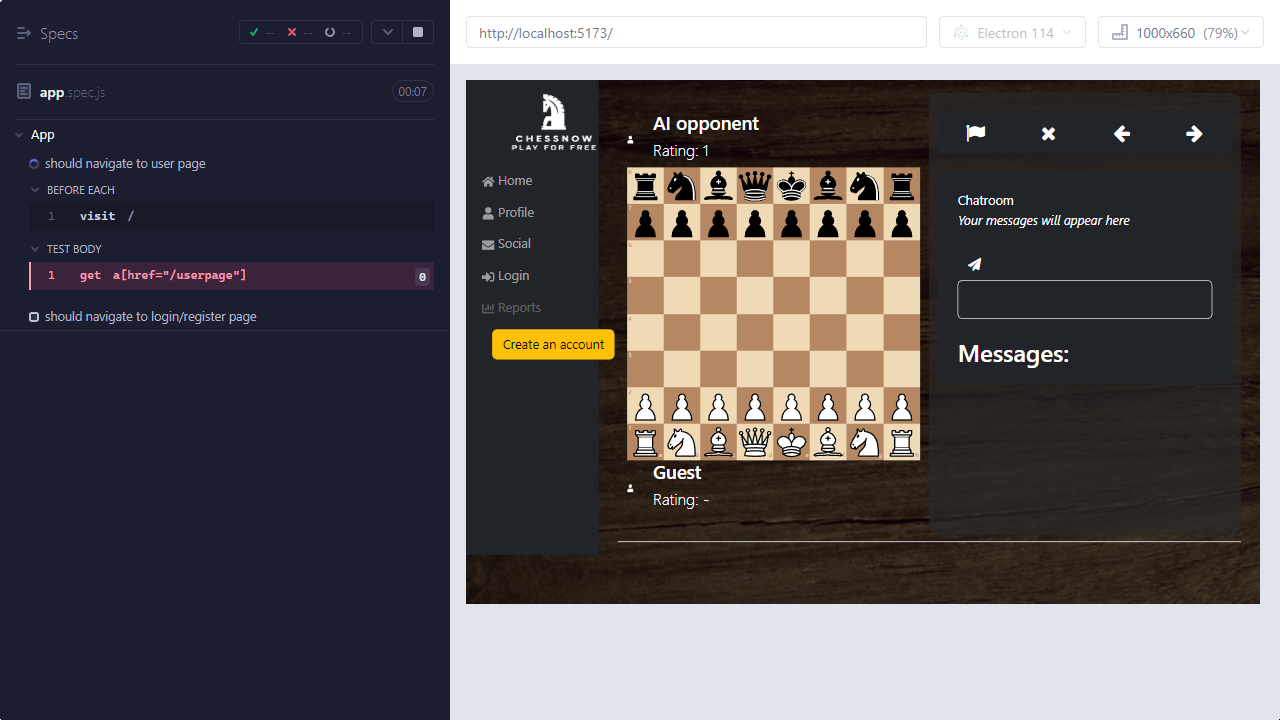 Specs
--
--
--
http://localhost:5173/
Electron 114
1000x660 (79%)
app spec.js
00:07
App
should navigate to user page
BEFORE EACH
1 visit /
TEST BODY
1 get a[href="/userpage"] 0
should navigate to login/register page
CHESSNOW
PLAY FOR FREE
Home
Profile
Social
Login
Reports
Create an account
AI opponent
Rating: 1
Guest
Rating: -
Chatroom
Your messages will appear here
Messages: